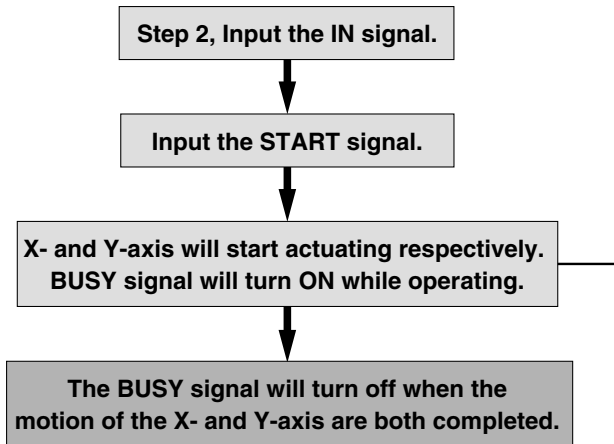 Step 2, Input the IN signal.
Input the START signal.
X- and Y-axis will start actuating respectively.
BUSY signal will turn ON while operating.
The BUSY signal will turn off when the
motion of the X- and Y-axis are both completed.